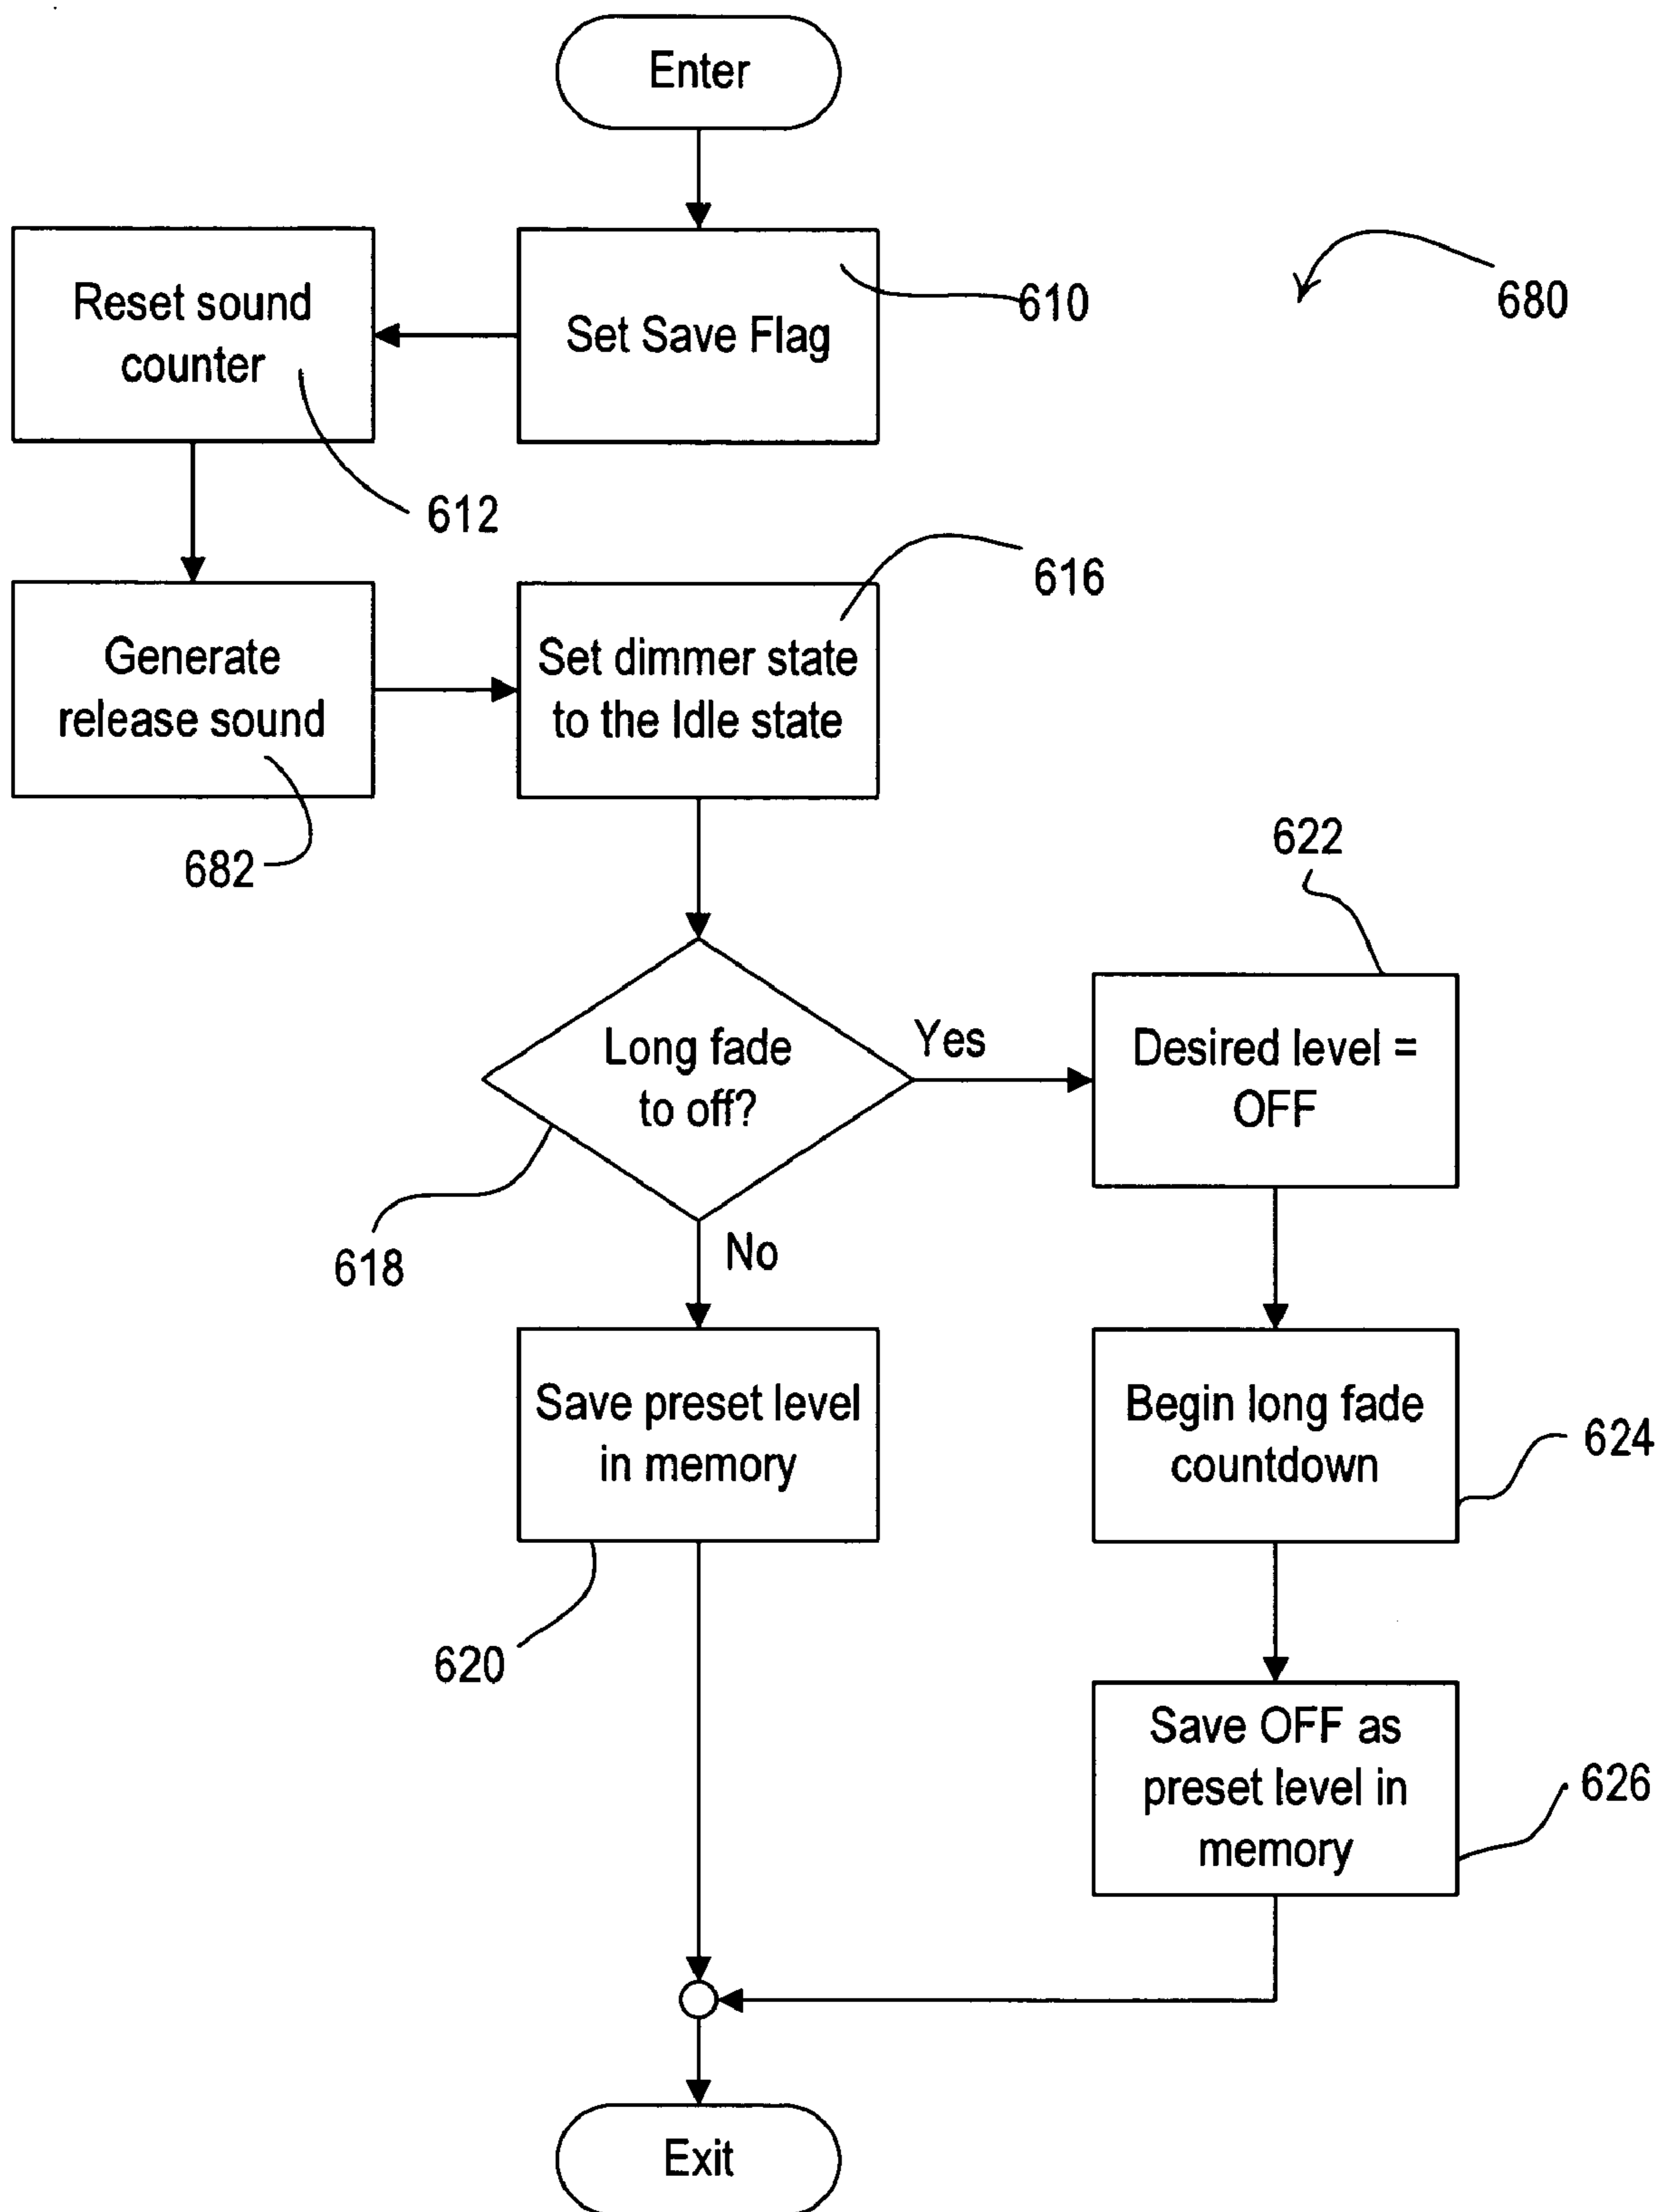 Enter
Set Save Flag
610
680
Reset sound
counter
612
Generate
release sound
682
Set dimmer state
to the Idle state
616
Long fade
to off?
618
Yes
No
622
Desired level =
OFF
Save preset level
in memory
620
Begin long fade
countdown
624
Save OFF as
preset level in
memory
626
Exit